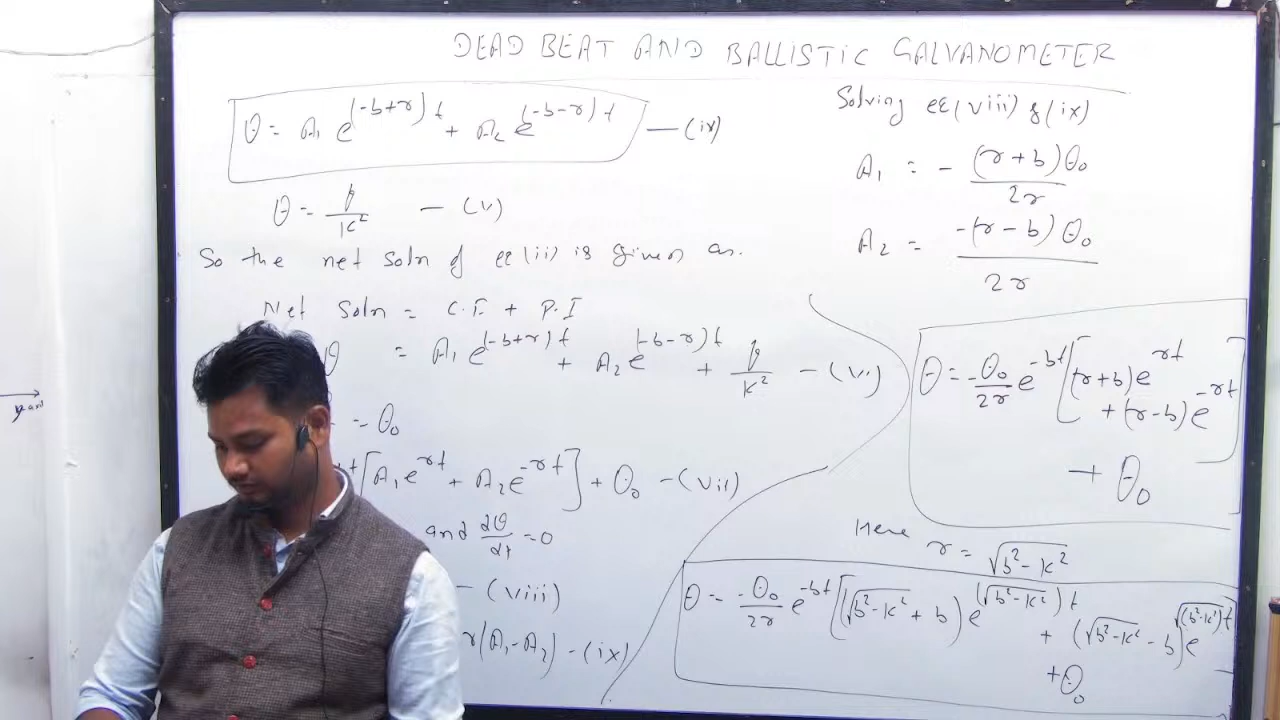 DEAD BEAT AND BALLISTIC GALVANOMETER
θ = A₁ e^(-b+r)t + A₂ e^(-b-r)t — (iv)
θ = p/k² — (v)
So the net soln of eq (ii) is given as.
Net Soln = C.F + P.I
θ = A₁ e^(-b+r)t + A₂ e^(-b-r)t + p/k² — (vi)
= θ₀
[A₁e^rt + A₂e^-rt] + θ₀ — (vii)
and dθ/dt = 0
— (viii)
r(A₁-A₂) — (ix)
Solving eq (viii) & (ix)
A₁ = - (r+b)θ₀/2r
A₂ = -(r-b)θ₀/2r
θ = -θ₀/2r e^-bt [(r+b)e^rt
+ (r-b)e^-rt]
+ θ₀
Here r = √b²-k²
θ = -θ₀/2r e^-bt [(√b²-k² + b) e^(√b²-k²)t
+ (√b²-k² - b) e^√(b²-k²)t]
+θ₀